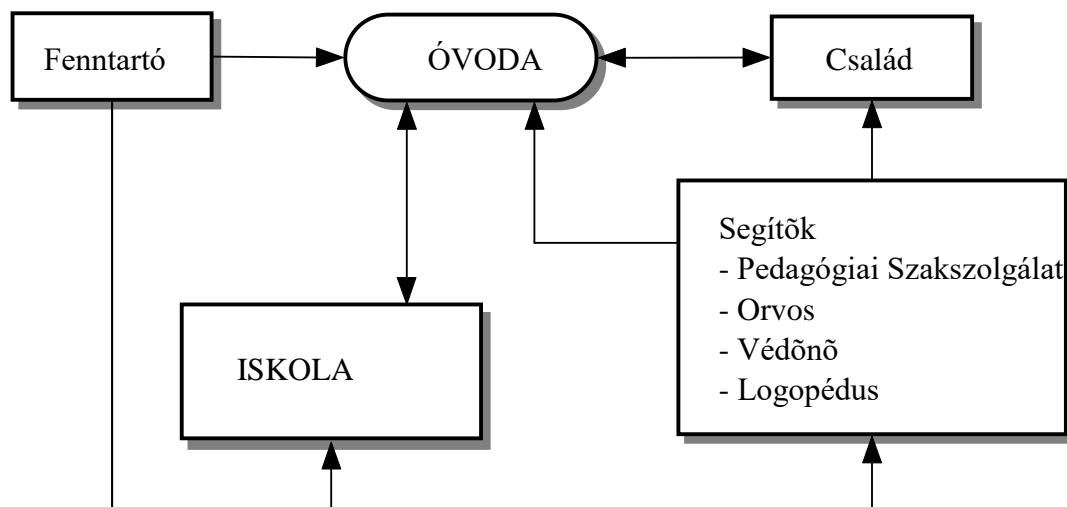 Fenntartó
ÓVODA
Család
Segítõk
- Pedagógiai Szakszolgálat
- Orvos
- Védõnõ
- Logopédus
ISKOLA